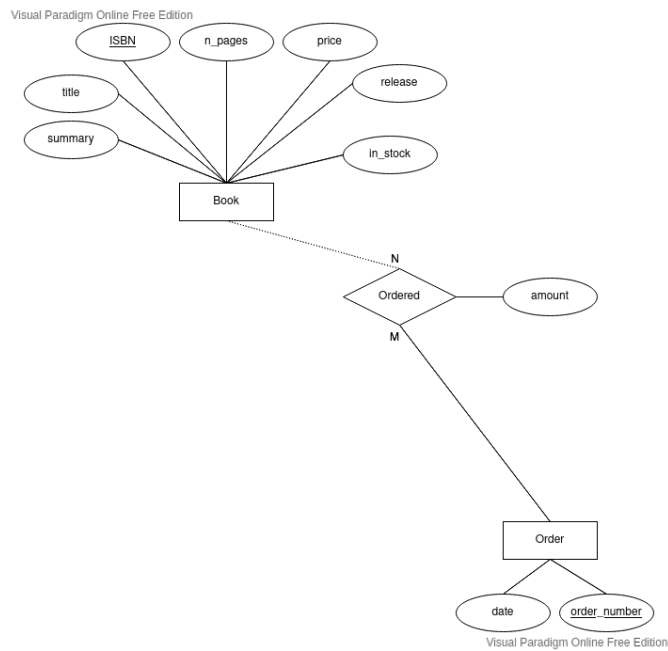 Visual Paradigm Online Free Edition
ISBN
n_pages
price
release
title
summary
in_stock
Book
N
Ordered
amount
M
Order
date
order_number
Visual Paradigm Online Free Edition